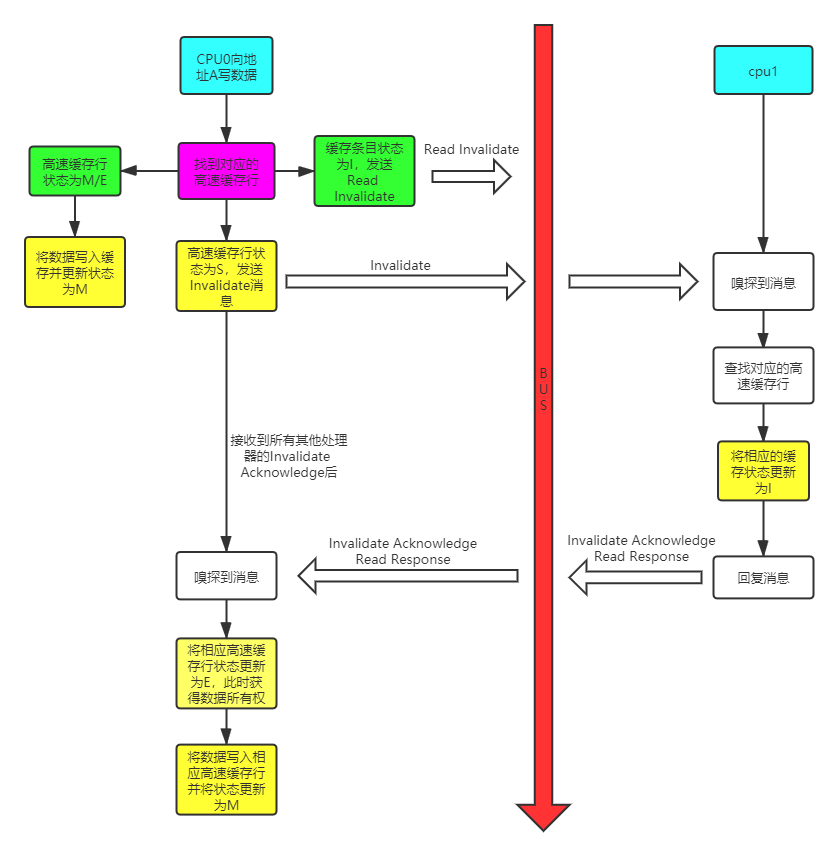 CPU0向地
址A写数据
cpu1
高速缓存行
状态为M/E
找到对应的
高速缓存行
缓存条目状态
为I，发送
Read
Invalidate
Read Invalidate
将数据写入缓
存并更新状态
为M
高速缓存行状
态为S，发送
Invalidate消
息
Invalidate
嗅探到消息
查找对应的高
速缓存行
B
U
S
接收到所有其他处理
器的Invalidate
Acknowledge后
将相应的缓
存状态更新
为I
Invalidate Acknowledge
Read Response
Invalidate Acknowledge
Read Response
嗅探到消息
回复消息
将相应高速缓
存行状态更新
为E，此时获
得数据所有权
将数据写入相
应高速缓存行
并将状态更新
为M